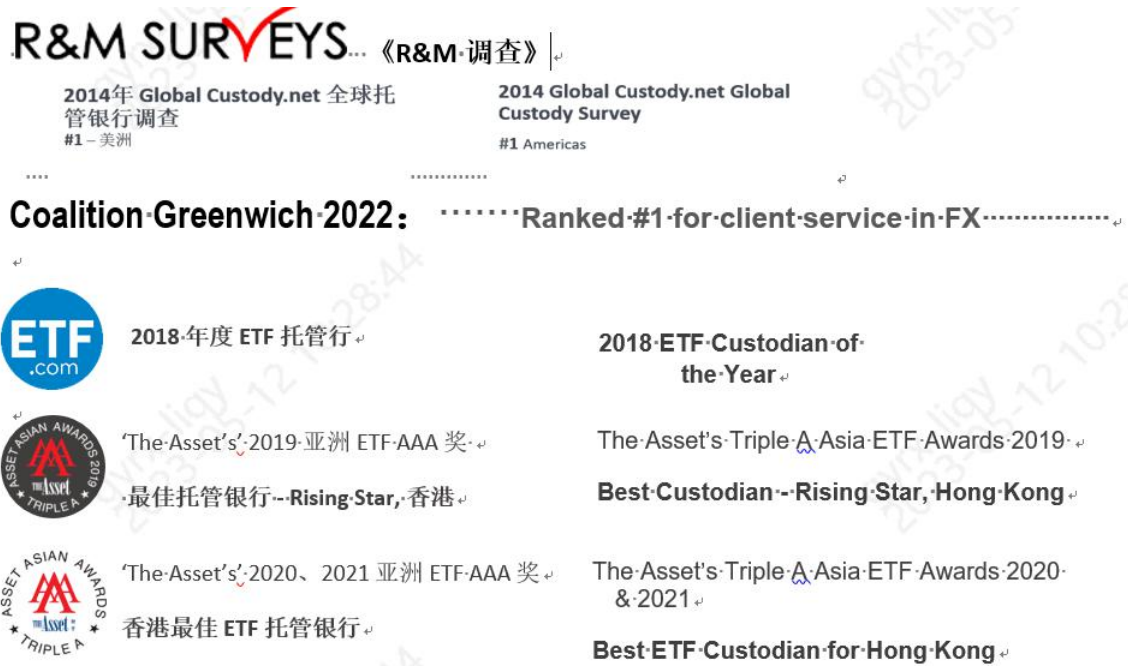 R&M SURVEYS 《R&M 调查》
2014年 Global Custody.net 全球托
管银行调查
#1 – 美洲
2014 Global Custody.net Global
Custody Survey
#1 Americas
Coalition Greenwich 2022： Ranked #1 for client service in FX
ETF
.com
2018 年度 ETF 托管行
2018 ETF Custodian of
the Year
ASSET ASIAN AWARDS 2019
THE Asset
TRIPLE A
‘The Asset's’ 2019 亚洲 ETF AAA 奖
最佳托管银行 - Rising Star, 香港
The Asset's Triple A Asia ETF Awards 2019
Best Custodian - Rising Star, Hong Kong
ASSET ASIAN AWARDS
THE Asset
TRIPLE A
‘The Asset's’ 2020、2021 亚洲 ETF AAA 奖
香港最佳 ETF 托管银行
The Asset's Triple A Asia ETF Awards 2020
& 2021
Best ETF Custodian for Hong Kong